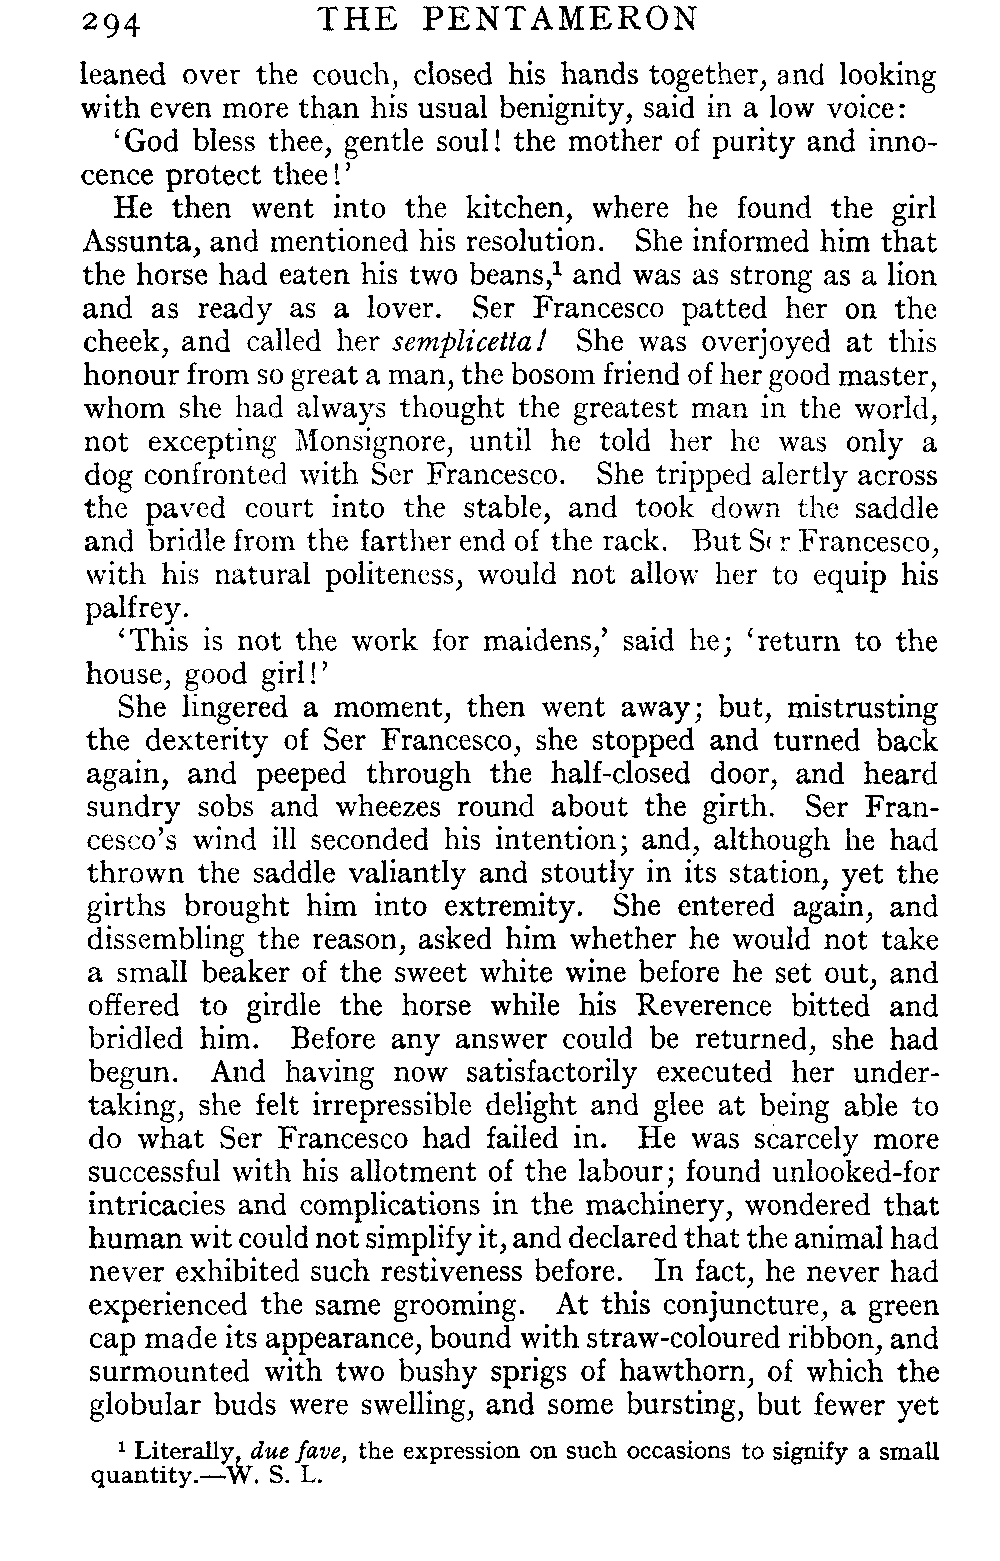 294 THE PENTAMERON
leaned over the couch, closed his hands together, and looking
with even more than his usual benignity, said in a low voice:
‘God bless thee, gentle soul! the mother of purity and inno-
cence protect thee!’
He then went into the kitchen, where he found the girl
Assunta, and mentioned his resolution. She informed him that
the horse had eaten his two beans,¹ and was as strong as a lion
and as ready as a lover. Ser Francesco patted her on the
cheek, and called her semplicetta! She was overjoyed at this
honour from so great a man, the bosom friend of her good master,
whom she had always thought the greatest man in the world,
not excepting Monsignore, until he told her he was only a
dog confronted with Ser Francesco. She tripped alertly across
the paved court into the stable, and took down the saddle
and bridle from the farther end of the rack. But Ser Francesco,
with his natural politeness, would not allow her to equip his
palfrey.
‘This is not the work for maidens,’ said he; ‘return to the
house, good girl!’
She lingered a moment, then went away; but, mistrusting
the dexterity of Ser Francesco, she stopped and turned back
again, and peeped through the half-closed door, and heard
sundry sobs and wheezes round about the girth. Ser Fran-
cesco’s wind ill seconded his intention; and, although he had
thrown the saddle valiantly and stoutly in its station, yet the
girths brought him into extremity. She entered again, and
dissembling the reason, asked him whether he would not take
a small beaker of the sweet white wine before he set out, and
offered to girdle the horse while his Reverence bitted and
bridled him. Before any answer could be returned, she had
begun. And having now satisfactorily executed her under-
taking, she felt irrepressible delight and glee at being able to
do what Ser Francesco had failed in. He was scarcely more
successful with his allotment of the labour; found unlooked-for
intricacies and complications in the machinery, wondered that
human wit could not simplify it, and declared that the animal had
never exhibited such restiveness before. In fact, he never had
experienced the same grooming. At this conjuncture, a green
cap made its appearance, bound with straw-coloured ribbon, and
surmounted with two bushy sprigs of hawthorn, of which the
globular buds were swelling, and some bursting, but fewer yet
¹ Literally, due fave, the expression on such occasions to signify a small
quantity.—W. S. L.